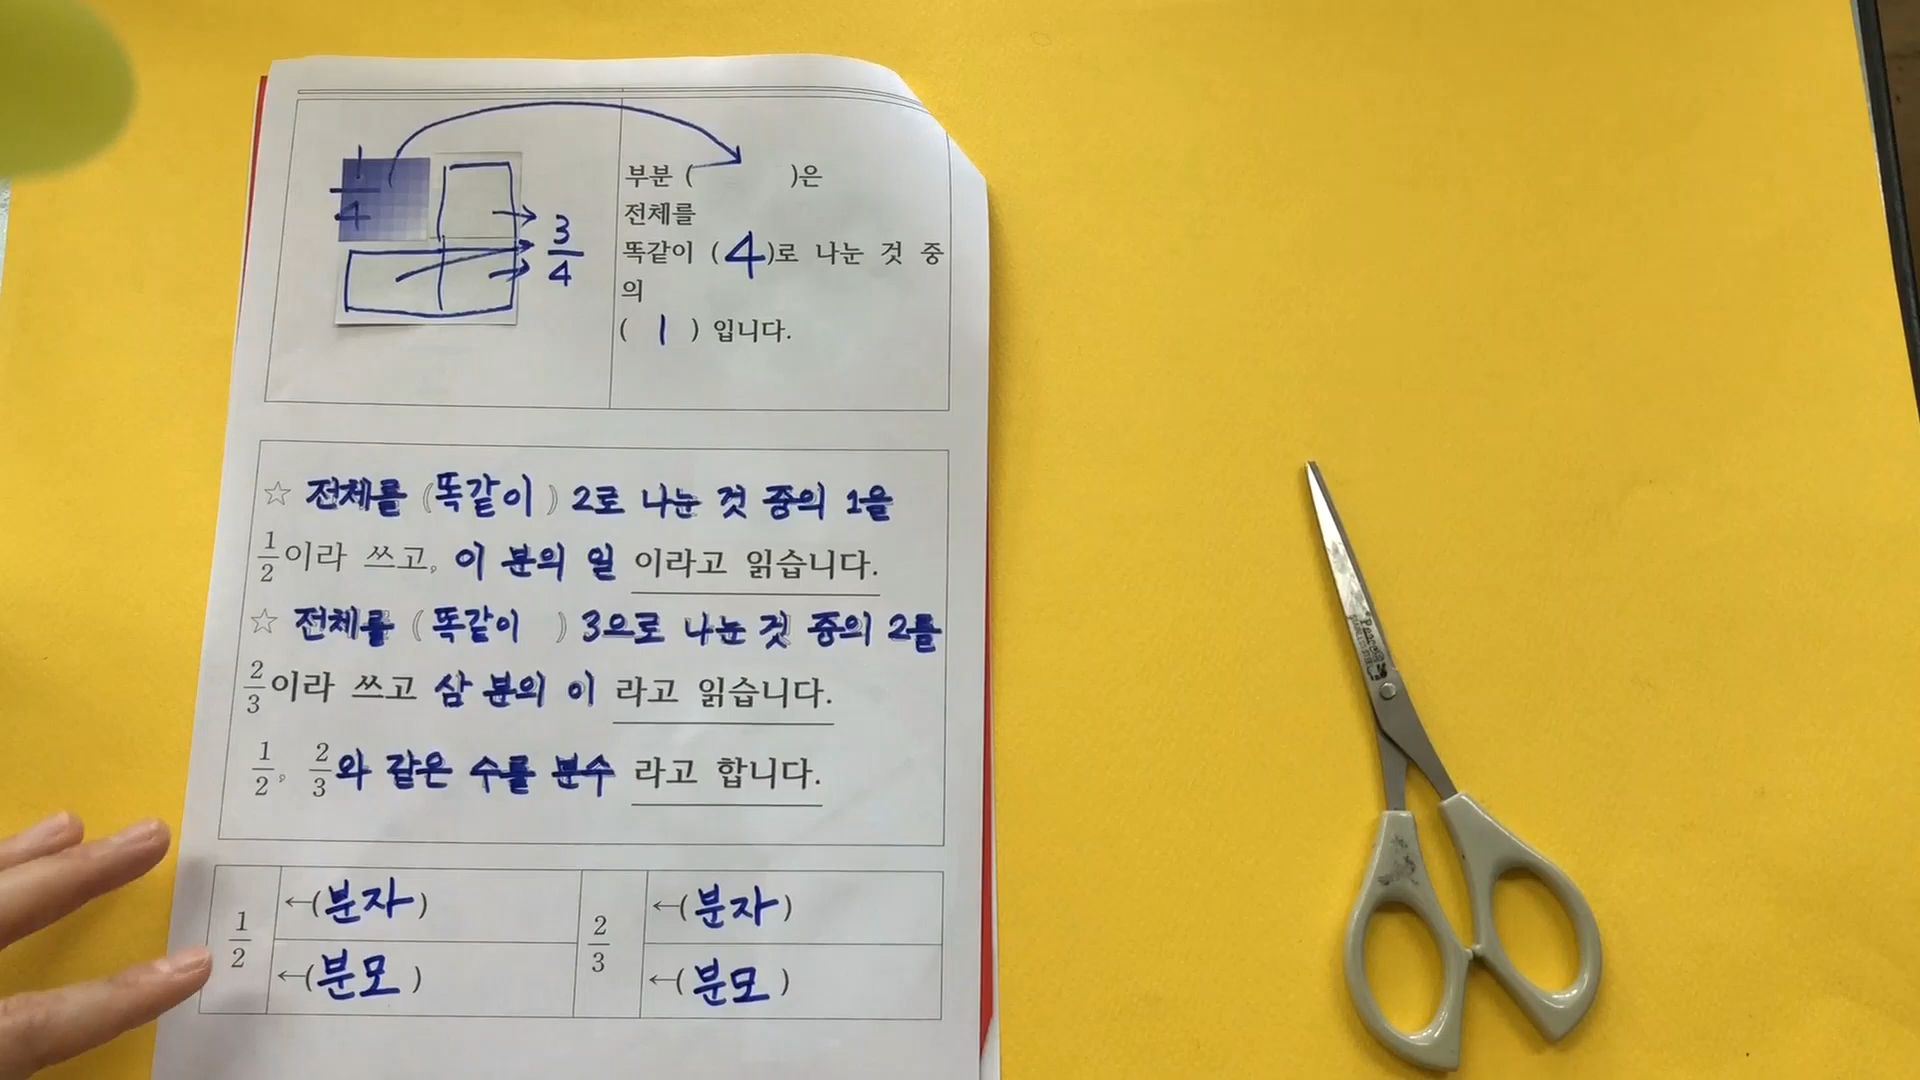 1/4
3/4
부분 ( )은
전체를
똑같이 (4)로 나눈 것 중
의
( 1 ) 입니다.
☆ 전체를 (똑같이) 2로 나눈 것 중의 1을
1/2이라 쓰고, 이 분의 일 이라고 읽습니다.
☆ 전체를 (똑같이 ) 3으로 나눈 것 중의 2를
2/3이라 쓰고 삼 분의 이 라고 읽습니다.
1/2, 2/3와 같은 수를 분수 라고 합니다.
1/2 ←(분자) ←(분모)
2/3 ←(분자) ←(분모)